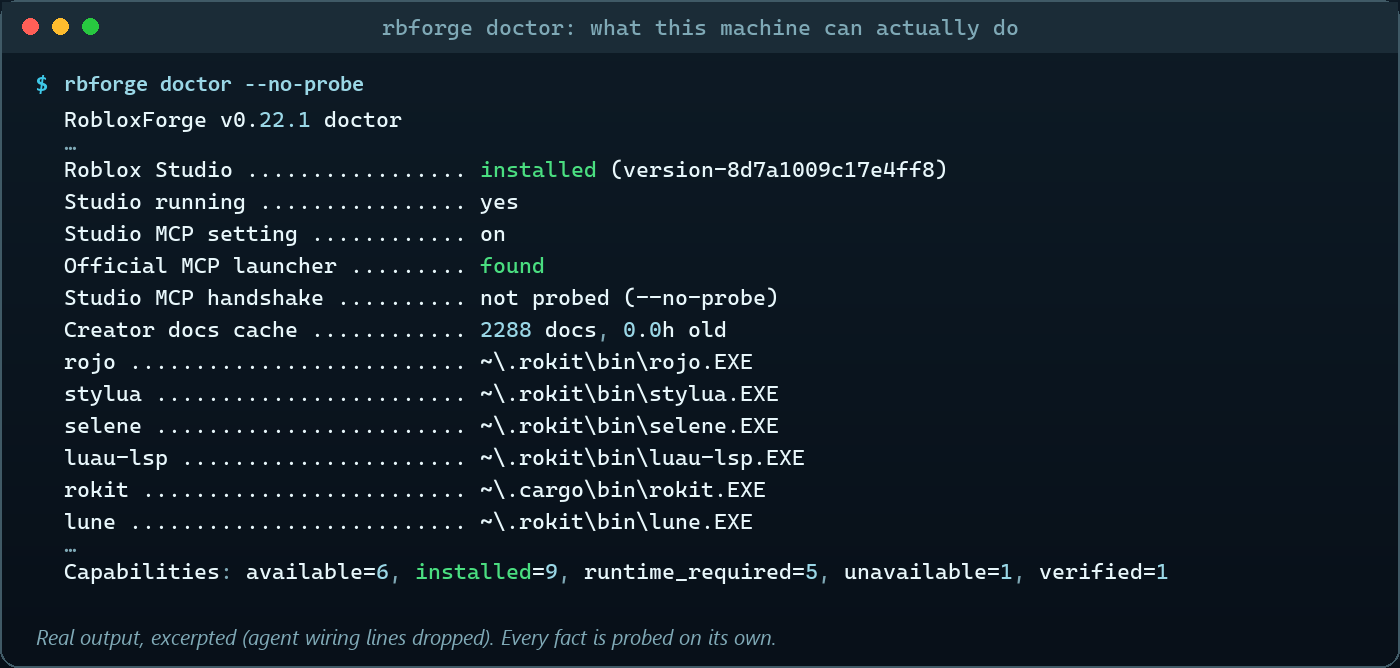 rbforge doctor: what this machine can actually do
$ rbforge doctor --no-probe
RobloxForge v0.22.1 doctor
…
Roblox Studio ................. installed (version-8d7a1009c17e4ff8)
Studio running ................ yes
Studio MCP setting ............ on
Official MCP launcher ......... found
Studio MCP handshake .......... not probed (--no-probe)
Creator docs cache ............ 2288 docs, 0.0h old
rojo .......................... ~\.rokit\bin\rojo.EXE
stylua ........................ ~\.rokit\bin\stylua.EXE
selene ........................ ~\.rokit\bin\selene.EXE
luau-lsp ...................... ~\.rokit\bin\luau-lsp.EXE
rokit ......................... ~\.cargo\bin\rokit.EXE
lune .......................... ~\.rokit\bin\lune.EXE
…
Capabilities: available=6, installed=9, runtime_required=5, unavailable=1, verified=1
Real output, excerpted (agent wiring lines dropped). Every fact is probed on its own.